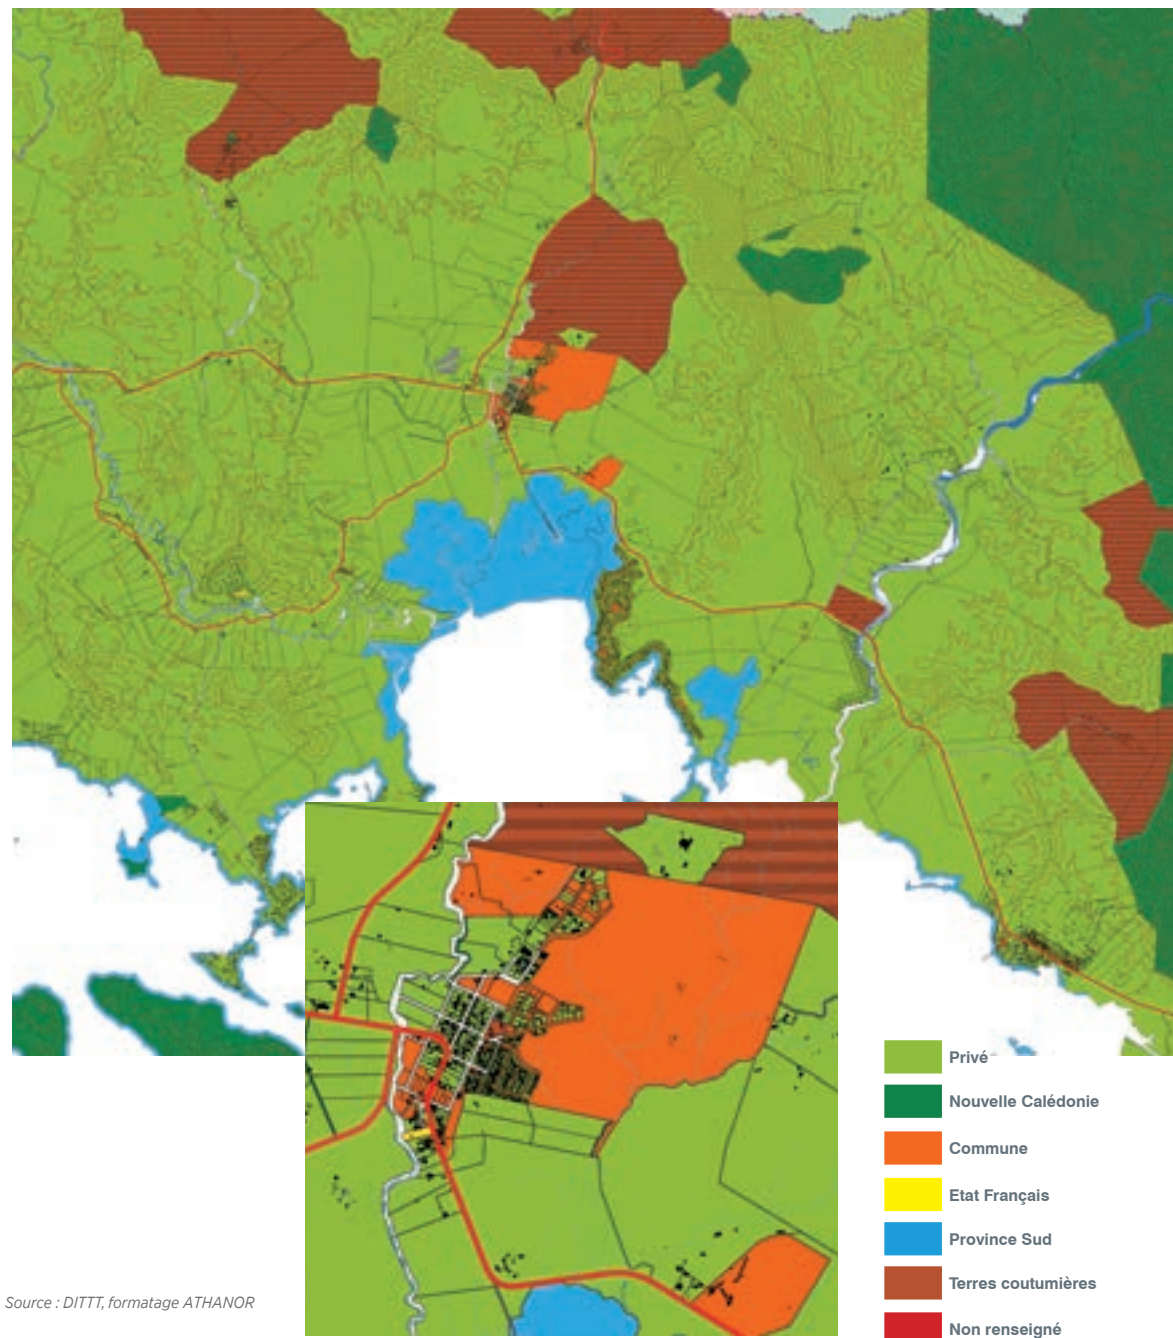 Privé
Nouvelle Calédonie
Commune
Etat Français
Province Sud
Terres coutumières
Non renseigné
Source : DITTT, formatage ATHANOR